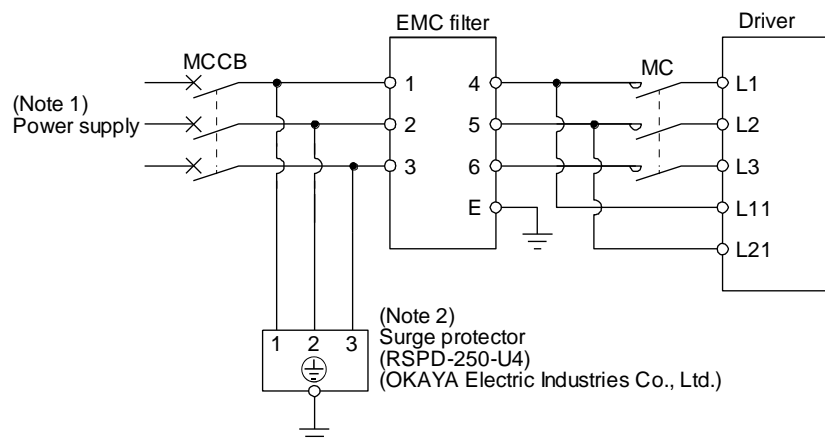 EMC filter
Driver
MCCB
MC
(Note 1)
Power supply
1
2
3
4
5
6
E
L1
L2
L3
L11
L21
1 2 3
(Note 2)
Surge protector
(RSPD-250-U4)
(OKAYA Electric Industries Co., Ltd.)